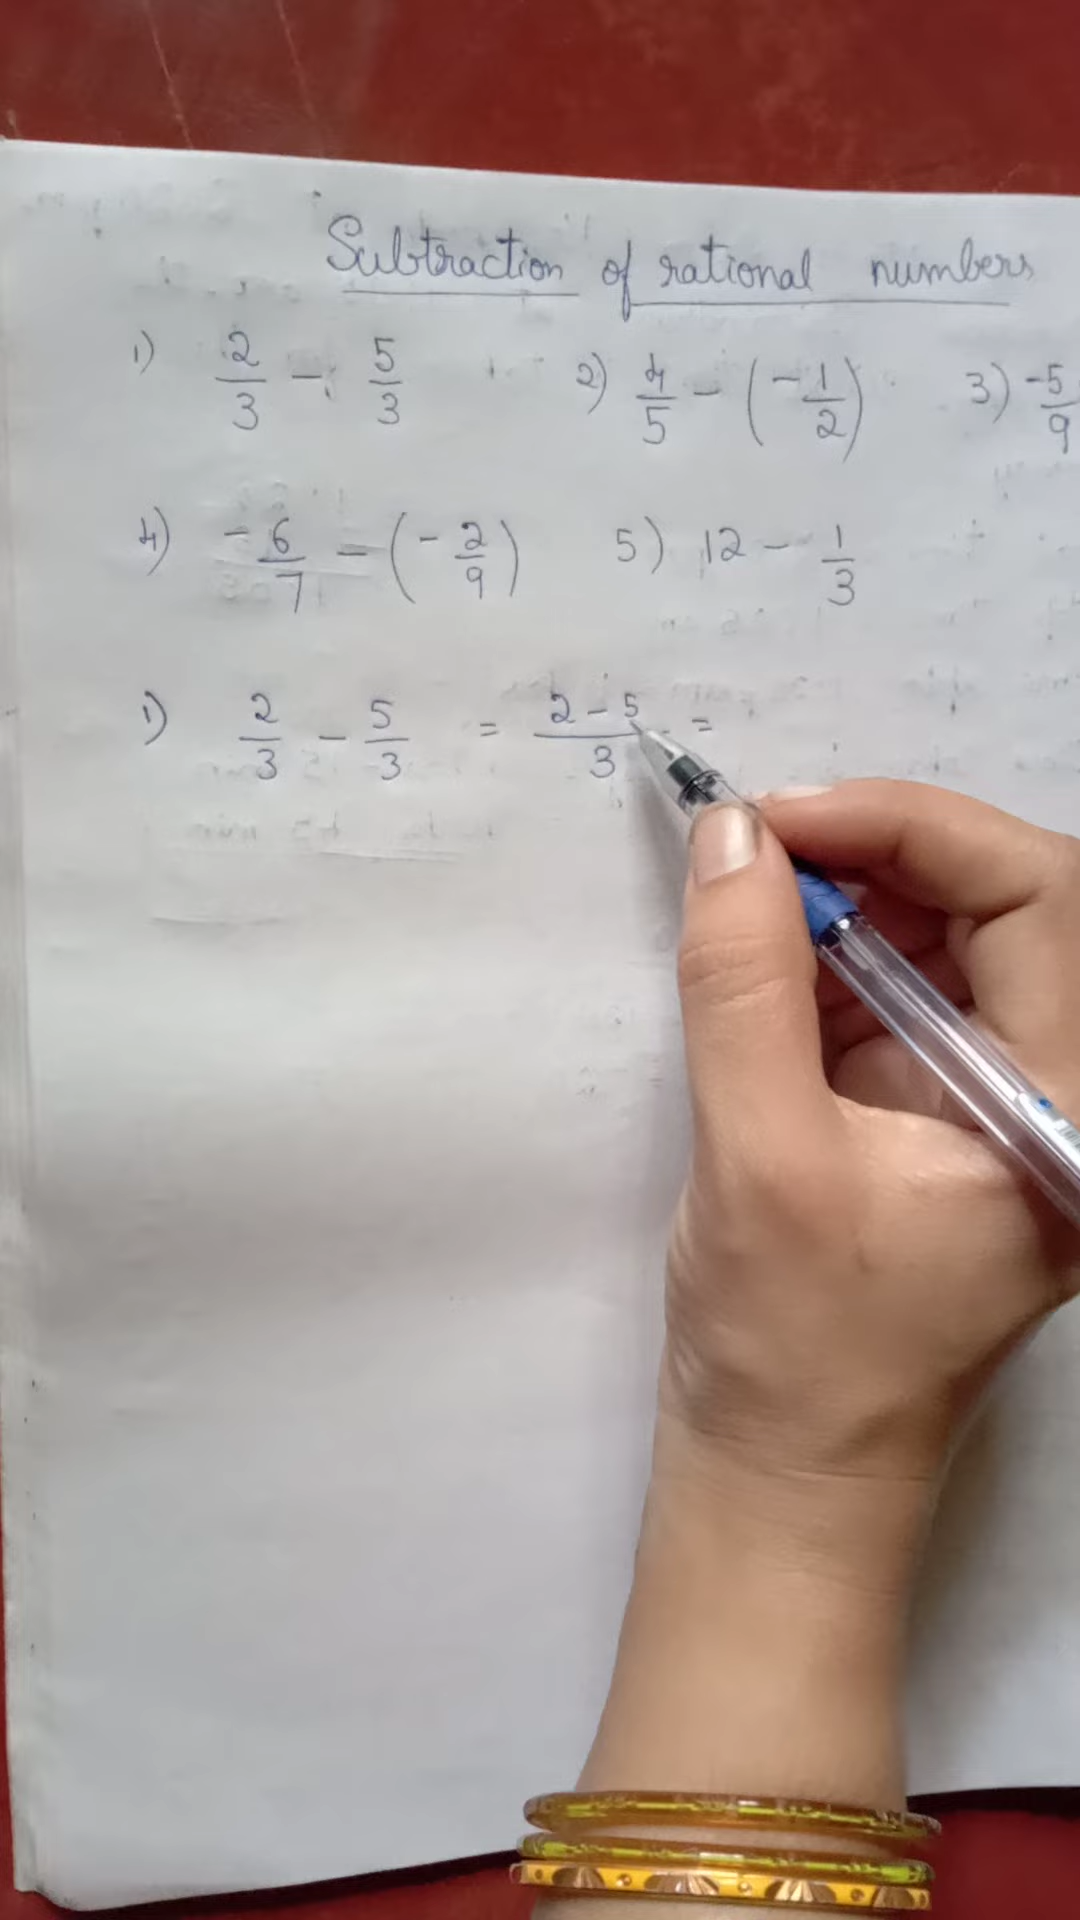 Subtraction of rational numbers
1) 2/3 - 5/3 2) 4/5 - (-1/2) 3) -5/9
4) -6/7 - (-2/9) 5) 12 - 1/3
1) 2/3 - 5/3 = 2-5/3 =